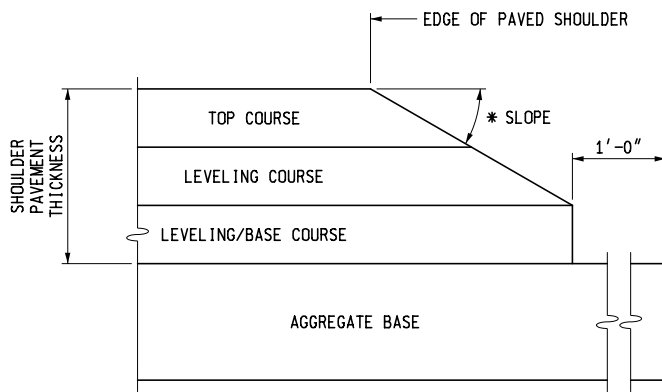 EDGE OF PAVED SHOULDER
TOP COURSE
* SLOPE
1'-0"
SHOULDER
PAVEMENT
THICKNESS
LEVELING COURSE
LEVELING/BASE COURSE
AGGREGATE BASE